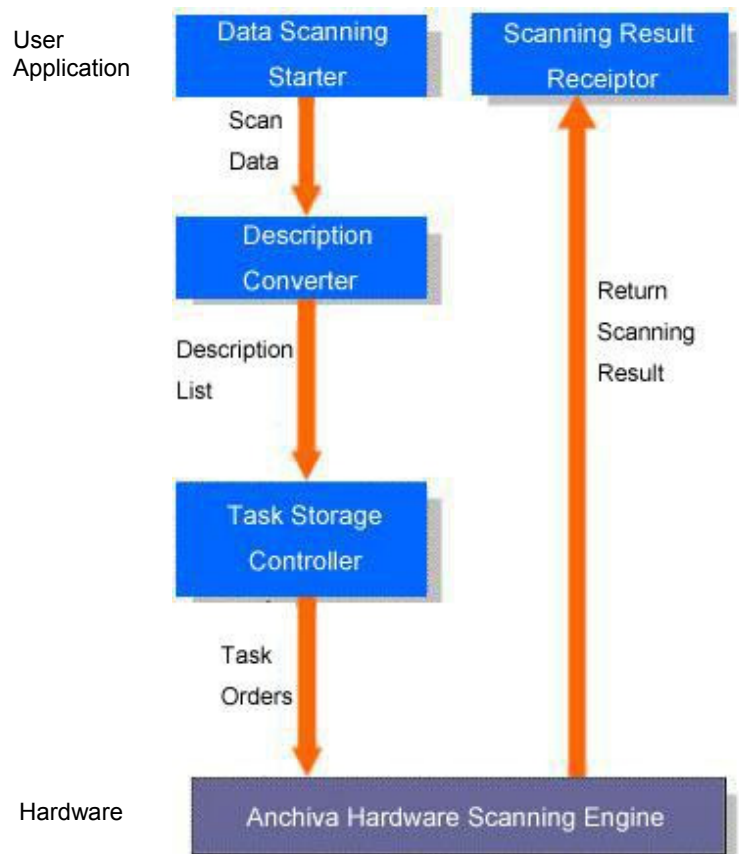 User
Application
Data Scanning
Starter
Scanning Result
Receiptor
Scan
Data
Description
Converter
Return
Scanning
Result
Description
List
Task Storage
Controller
Task
Orders
Hardware
Anchiva Hardware Scanning Engine